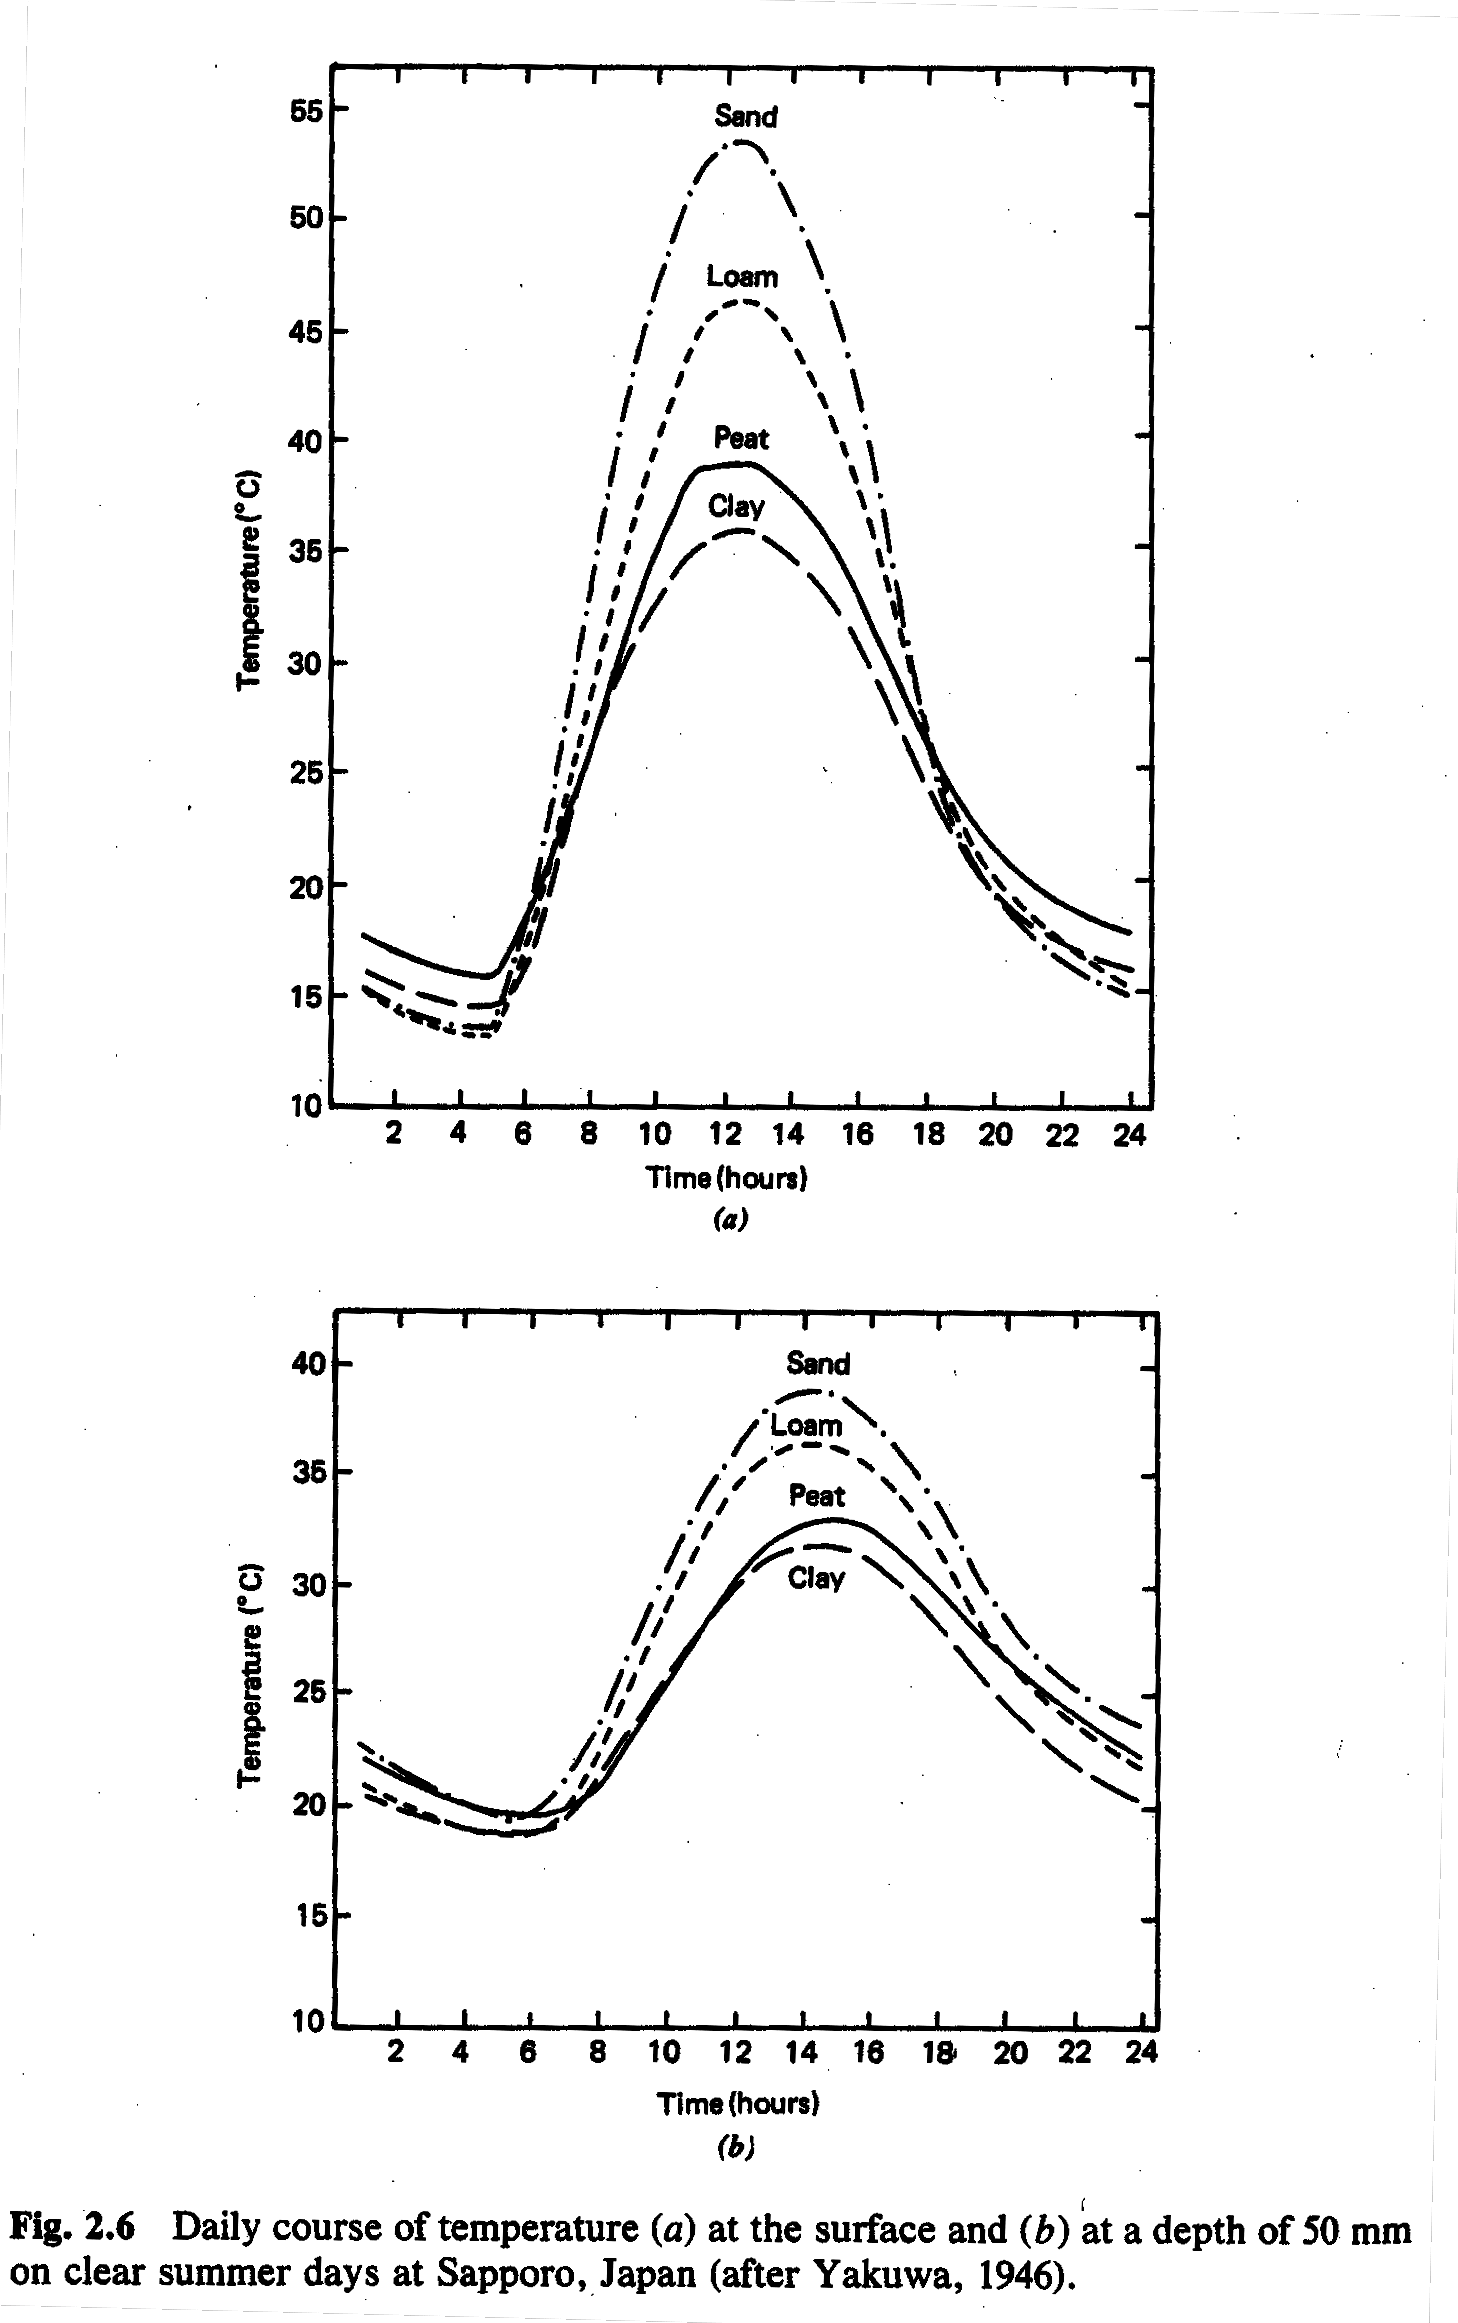 55
Sand
50
Loam
45
40
Peat
Clay
35
Temperature (°C)
30
25
20
15
10
2 4 6 8 10 12 14 16 18 20 22 24
Time (hours)
(a)
40
Sand
Loam
35
Peat
30
Clay
Temperature (°C)
25
20
15
10
2 4 6 8 10 12 14 16 18 20 22 24
Time (hours)
(b)
Fig. 2.6 Daily course of temperature (a) at the surface and (b) at a depth of 50 mm
on clear summer days at Sapporo, Japan (after Yakuwa, 1946).